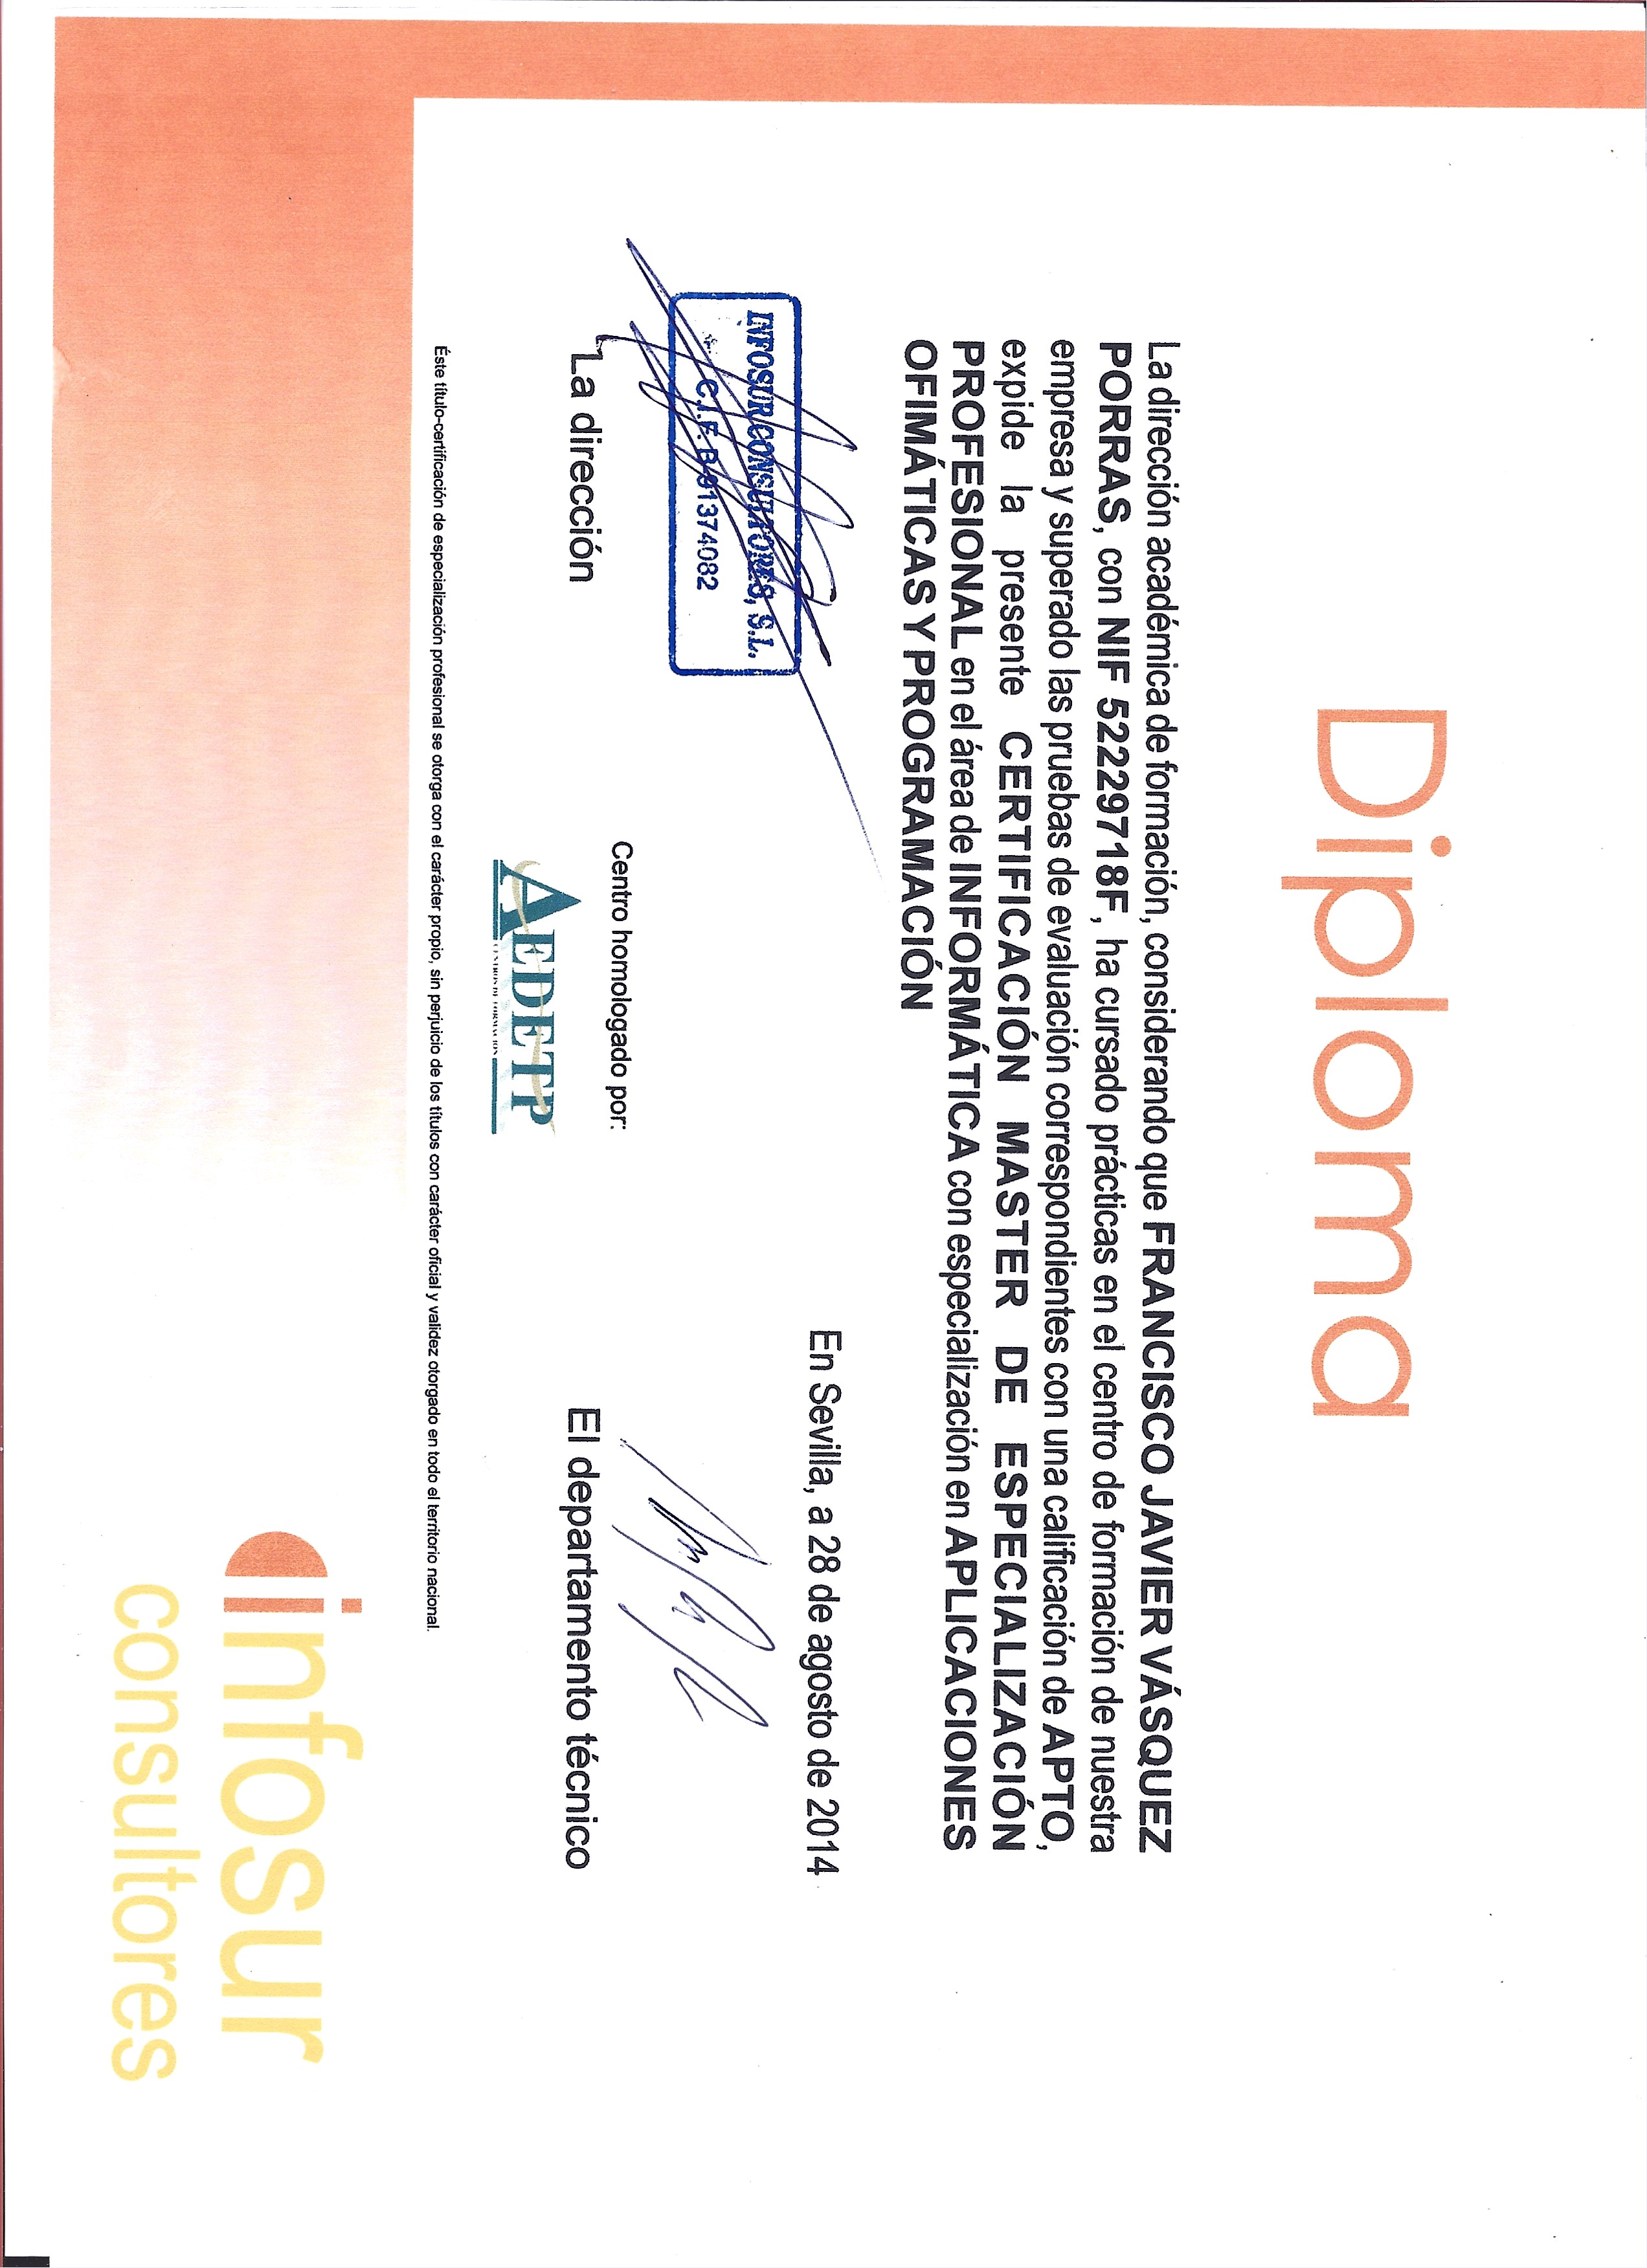 Diploma
La dirección académica de formación, considerando que FRANCISCO JAVIER VÁSQUEZ
PORRAS, con NIF 52229718F, ha cursado prácticas en el centro de formación de nuestra
empresa y superado las pruebas de evaluación correspondientes con una calificación de APTO,
expide la presente CERTIFICACIÓN MASTER DE ESPECIALIZACIÓN
PROFESIONAL en el área de INFORMÁTICA con especialización en APLICACIONES
OFIMÁTICAS Y PROGRAMACIÓN
En Sevilla, a 28 de agosto de 2014
INFOSUR CONSULTORES, S.L.
C.I.F. B-91374082
La dirección
Centro homologado por:
AEDETP
CENTROS DE FORMACION
El departamento técnico
Éste título-certificación de especialización profesional se otorga con el carácter propio, sin perjuicio de los títulos con carácter oficial y validez otorgado en todo el territorio nacional.
infosur
consultores